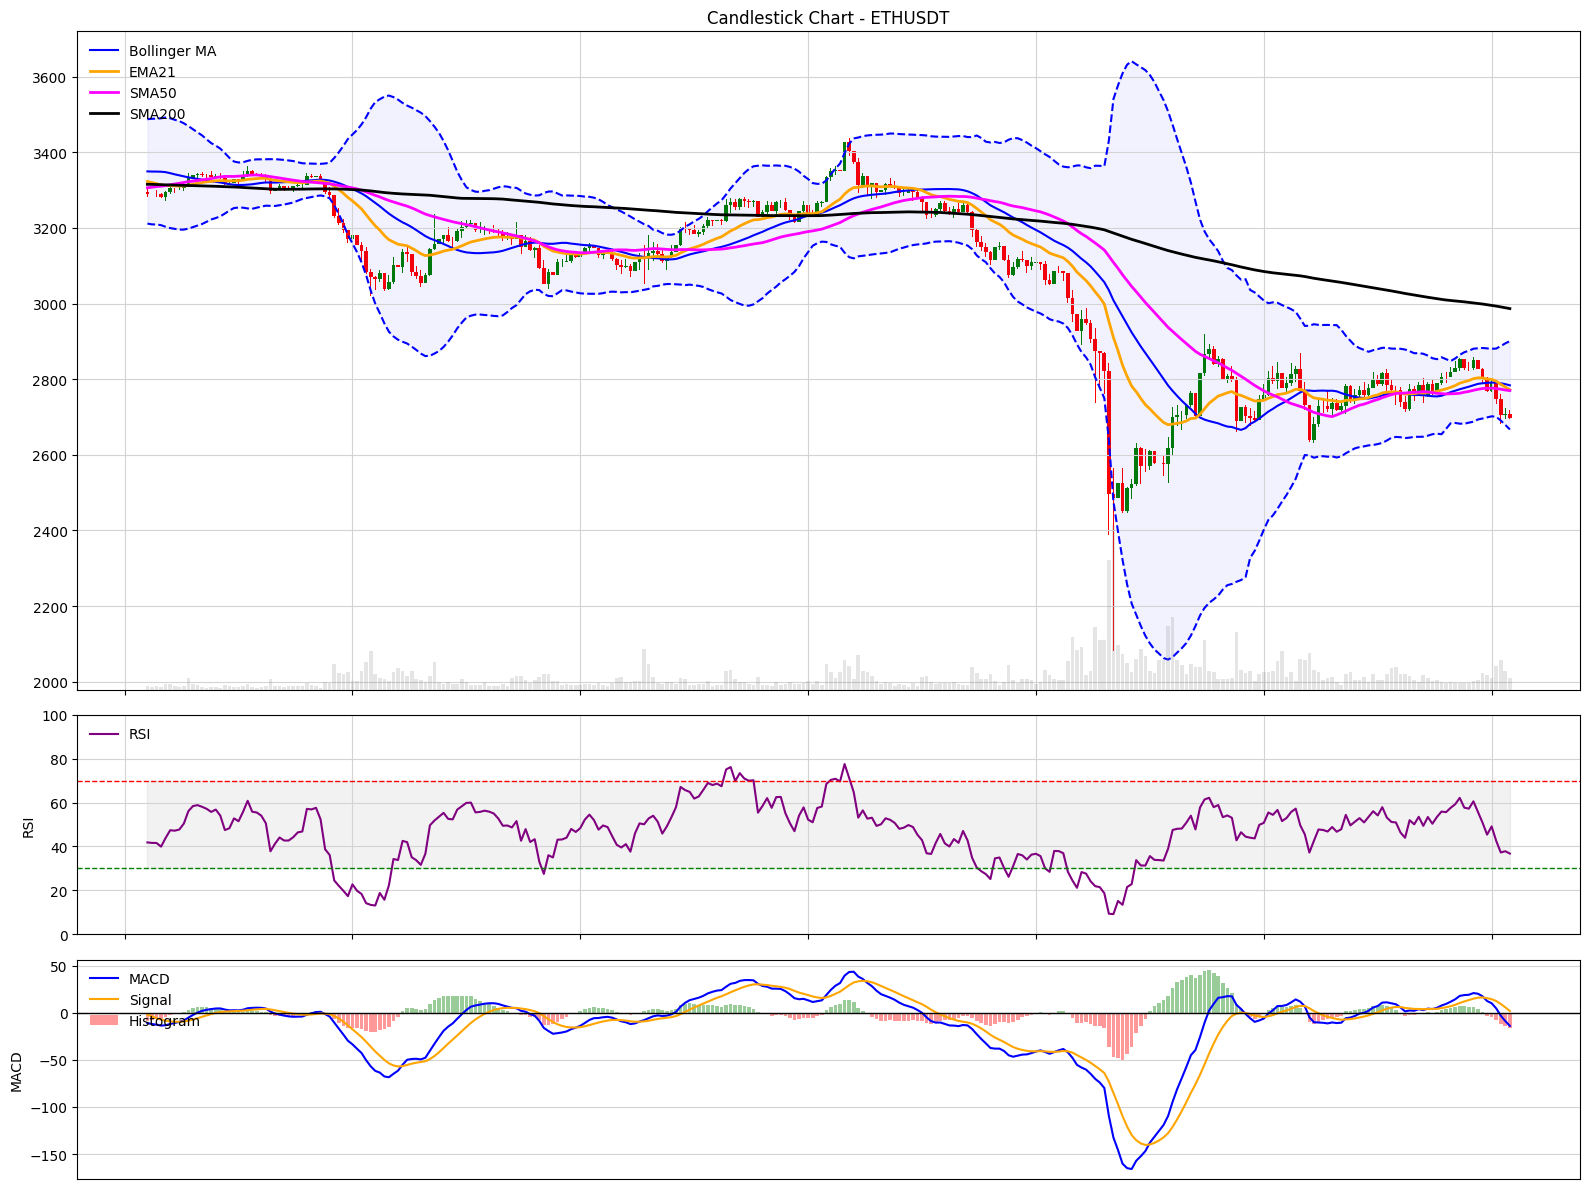 Candlestick Chart - ETHUSDT
Bollinger MA
EMA21
SMA50
SMA200
3600
3400
3200
3000
2800
2600
2400
2200
2000
RSI
RSI
100
80
60
40
20
0
MACD
Signal
Histogram
MACD
50
0
−50
−100
−150